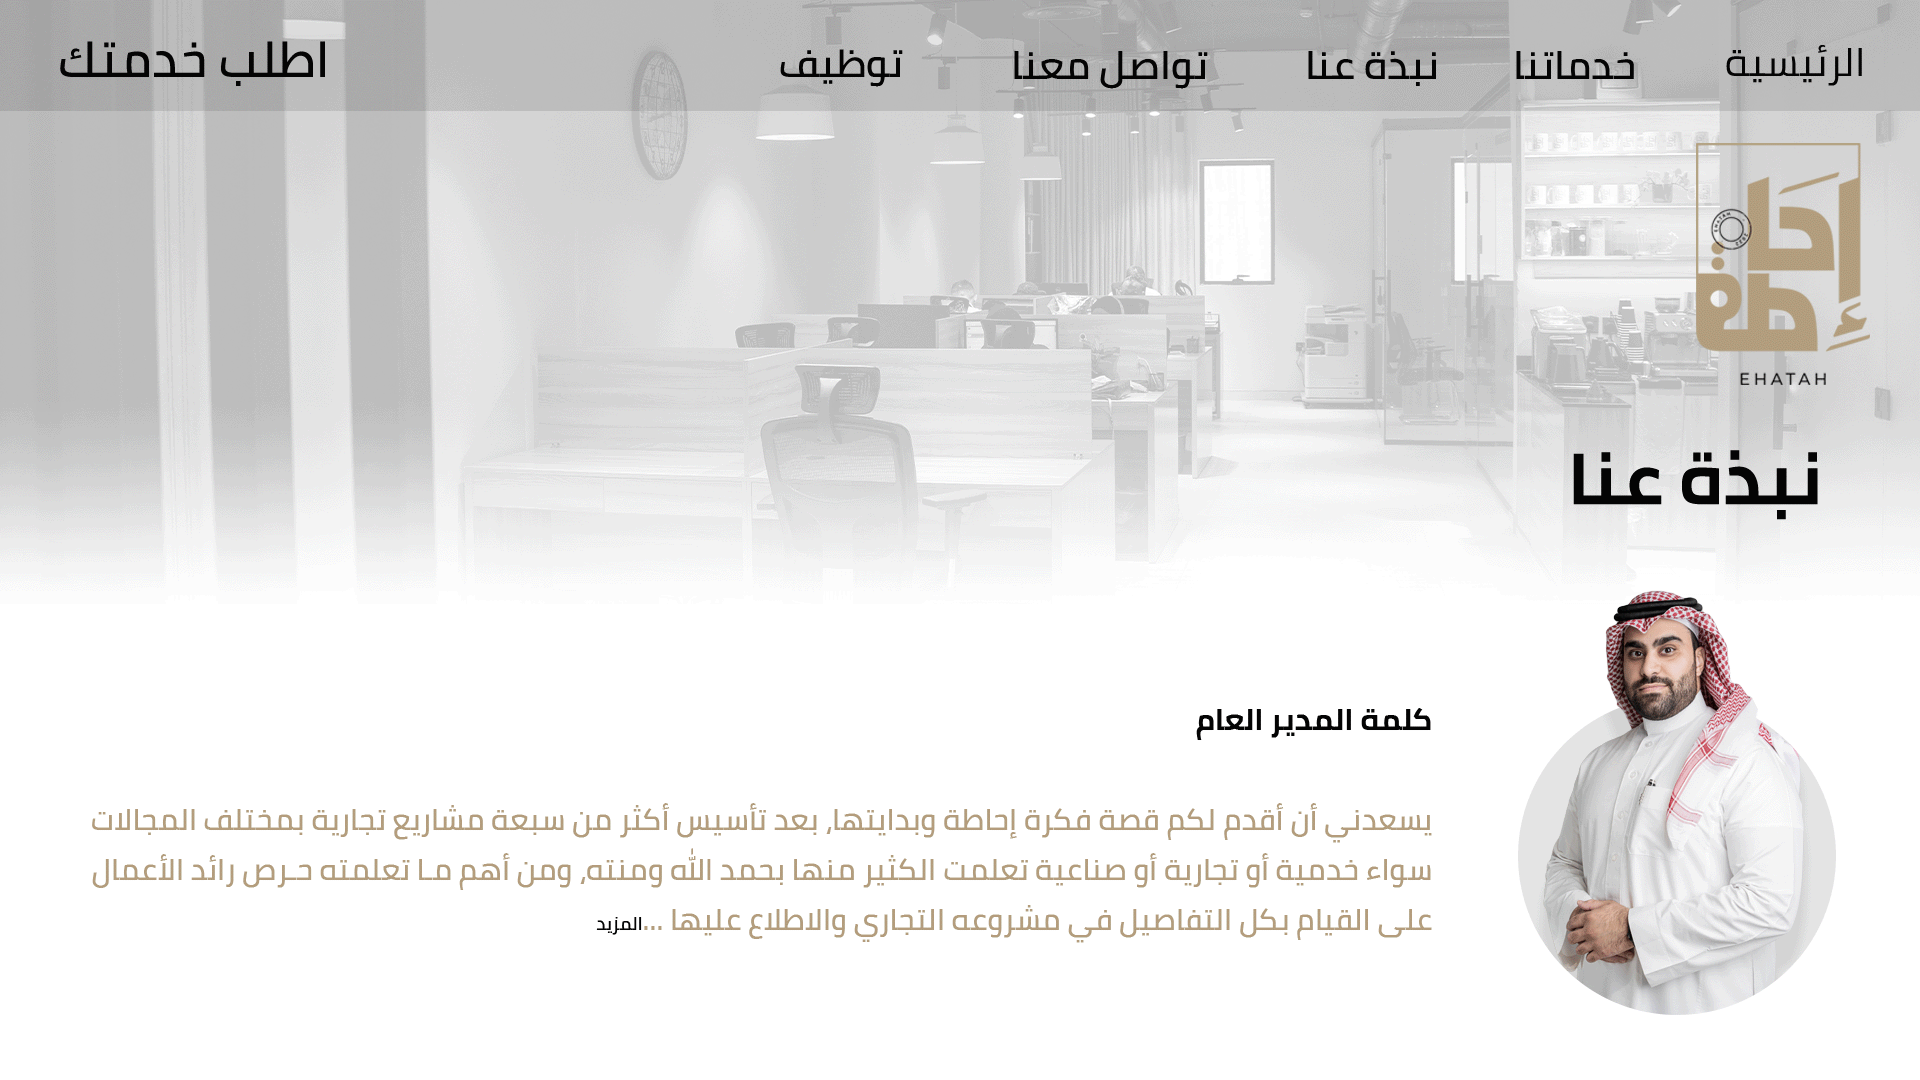 الرئيسية
خدماتنا
نبذة عنا
تواصل معنا
توظيف
اطلب خدمتك
إحاطة
EHATAH
نبذة عنا
كلمة المدير العام
يسعدني أن أقدم لكم قصة فكرة إحاطة وبدايتها, بعد تأسيس أكثر من سبعة مشاريع تجارية بمختلف المجالات
سواء خدمية أو تجارية أو صناعية تعلمت الكثير منها بحمد الله ومنته, ومن أهم مـا تعلمته حـرص رائد الأعمال
على القيام بكل التفاصيل في مشروعه التجاري والاطلاع عليها ...المزيد